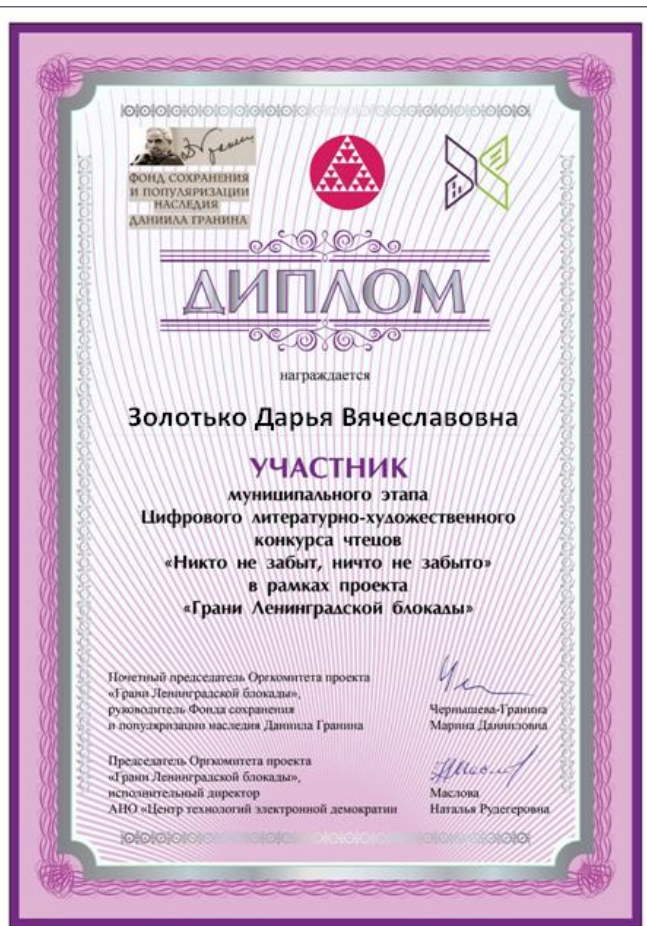 ФОНД СОХРАНЕНИЯ
И ПОПУЛЯРИЗАЦИИ
НАСЛЕДИЯ
ДАНИИЛА ГРАНИНА
ДИПЛОМ
награждается
Золотько Дарья Вячеславовна
УЧАСТНИК
муниципального этапа
Цифрового литературно-художественного
конкурса чтецов
«Никто не забыт, ничто не забыто»
в рамках проекта
«Грани Ленинградской блокады»
Почетный председатель Оргкомитета проекта
«Грани Ленинградской блокады»,
руководитель Фонда сохранения
и популяризации наследия Даниила Гранина
Чернышева-Гранина
Марина Данииловна
Председатель Оргкомитета проекта
«Грани Ленинградской блокады»,
исполнительный директор
АНО «Центр технологий электронной демократии
Маслова
Наталья Рудегеровна